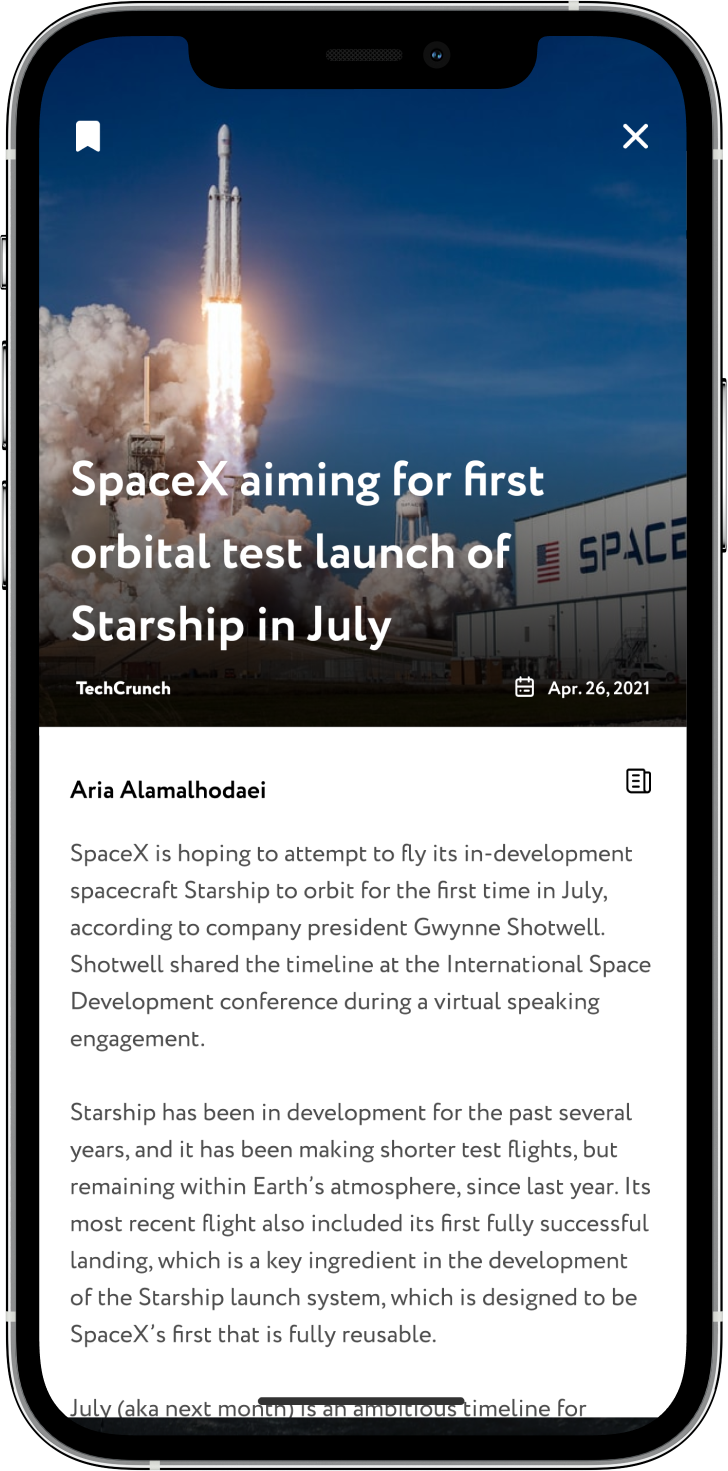 SpaceX aiming for first
orbital test launch of
Starship in July
SPACE
TechCrunch
Apr. 26, 2021
Aria Alamalhodaei
SpaceX is hoping to attempt to fly its in-development
spacecraft Starship to orbit for the first time in July,
according to company president Gwynne Shotwell.
Shotwell shared the timeline at the International Space
Development conference during a virtual speaking
engagement.
Starship has been in development for the past several
years, and it has been making shorter test flights, but
remaining within Earth’s atmosphere, since last year. Its
most recent flight also included its first fully successful
landing, which is a key ingredient in the development
of the Starship launch system, which is designed to be
SpaceX’s first that is fully reusable.
July (aka next month) is an ambitious timeline for